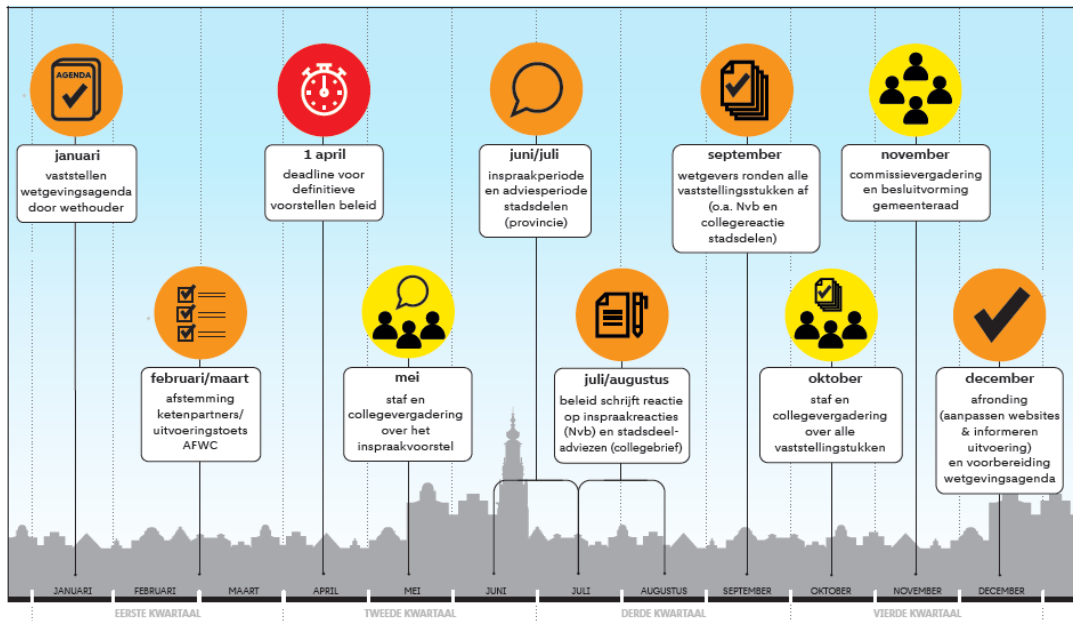 AGENDA
januari
vaststellen
wetgevingsagenda
door wethouder
februari/maart
afstemming
ketenpartners/
uitvoeringstoets
AFWC
1 april
deadline voor
definitieve
voorstellen beleid
mei
staf en
collegevergadering
over het
inspraakvoorstel
juni/juli
inspraakperiode
en adviesperiode
stadsdelen
(provincie)
juli/augustus
beleid schrijft reactie
op inspraakreacties
(Nvb) en stadsdeel-
adviezen (collegebrief)
september
wetgevers ronden alle
vaststellingsstukken af
(o.a. Nvb en
collegereactie
stadsdelen)
oktober
staf en
collegevergadering
over alle
vaststellingstukken
november
commissievergadering
en besluitvorming
gemeenteraad
december
afronding
(aanpassen websites
& informeren
uitvoering)
en voorbereiding
wetgevingsagenda
JANUARI FEBRUARI MAART APRIL MEI JUNI JULI AUGUSTUS SEPTEMBER OKTOBER NOVEMBER DECEMBER
EERSTE KWARTAAL TWEEDE KWARTAAL DERDE KWARTAAL VIERDE KWARTAAL